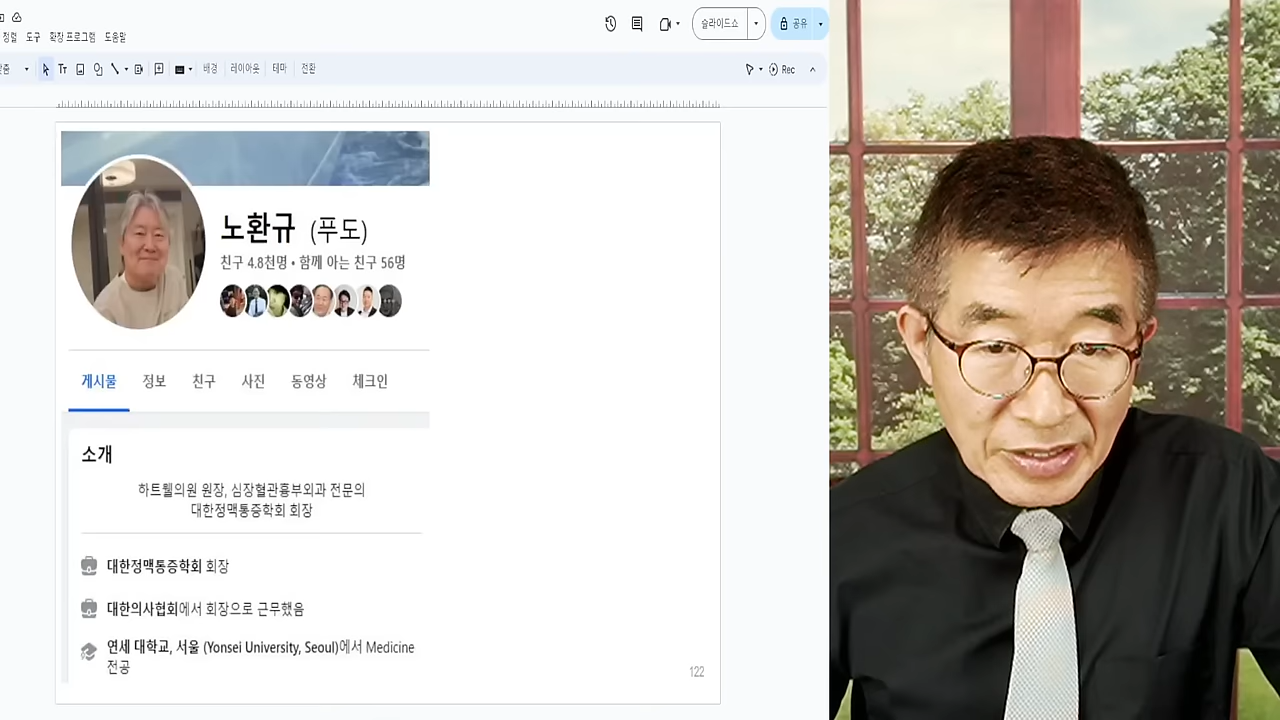 정렬 도구 확장 프로그램 도움말
슬라이드쇼
공유
배경 레이아웃 테마 전환
Rec
노환규 (푸도)
친구 4.8천명 • 함께 아는 친구 56명
게시물 정보 친구 사진 동영상 체크인
소개
하트웰의원 원장, 심장혈관흉부외과 전문의
대한정맥통증학회 회장
대한정맥통증학회 회장
대한의사협회에서 회장으로 근무했음
연세 대학교, 서울 (Yonsei University, Seoul)에서 Medicine
전공
122